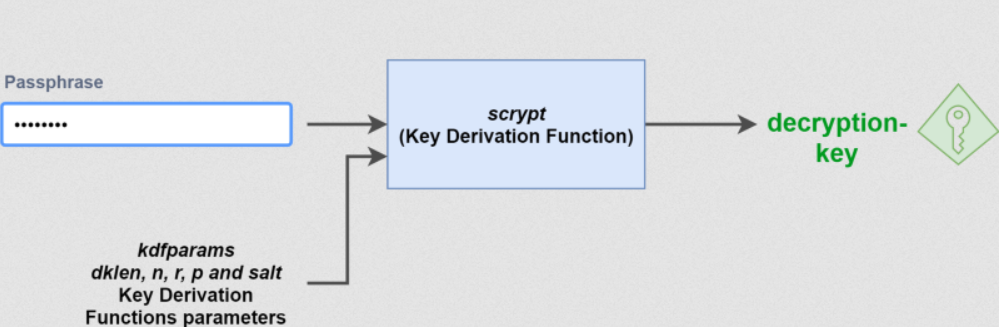 Passphrase
••••••••
scrypt
(Key Derivation Function)
decryption-
key
kdfparams
dklen, n, r, p and salt
Key Derivation
Functions parameters